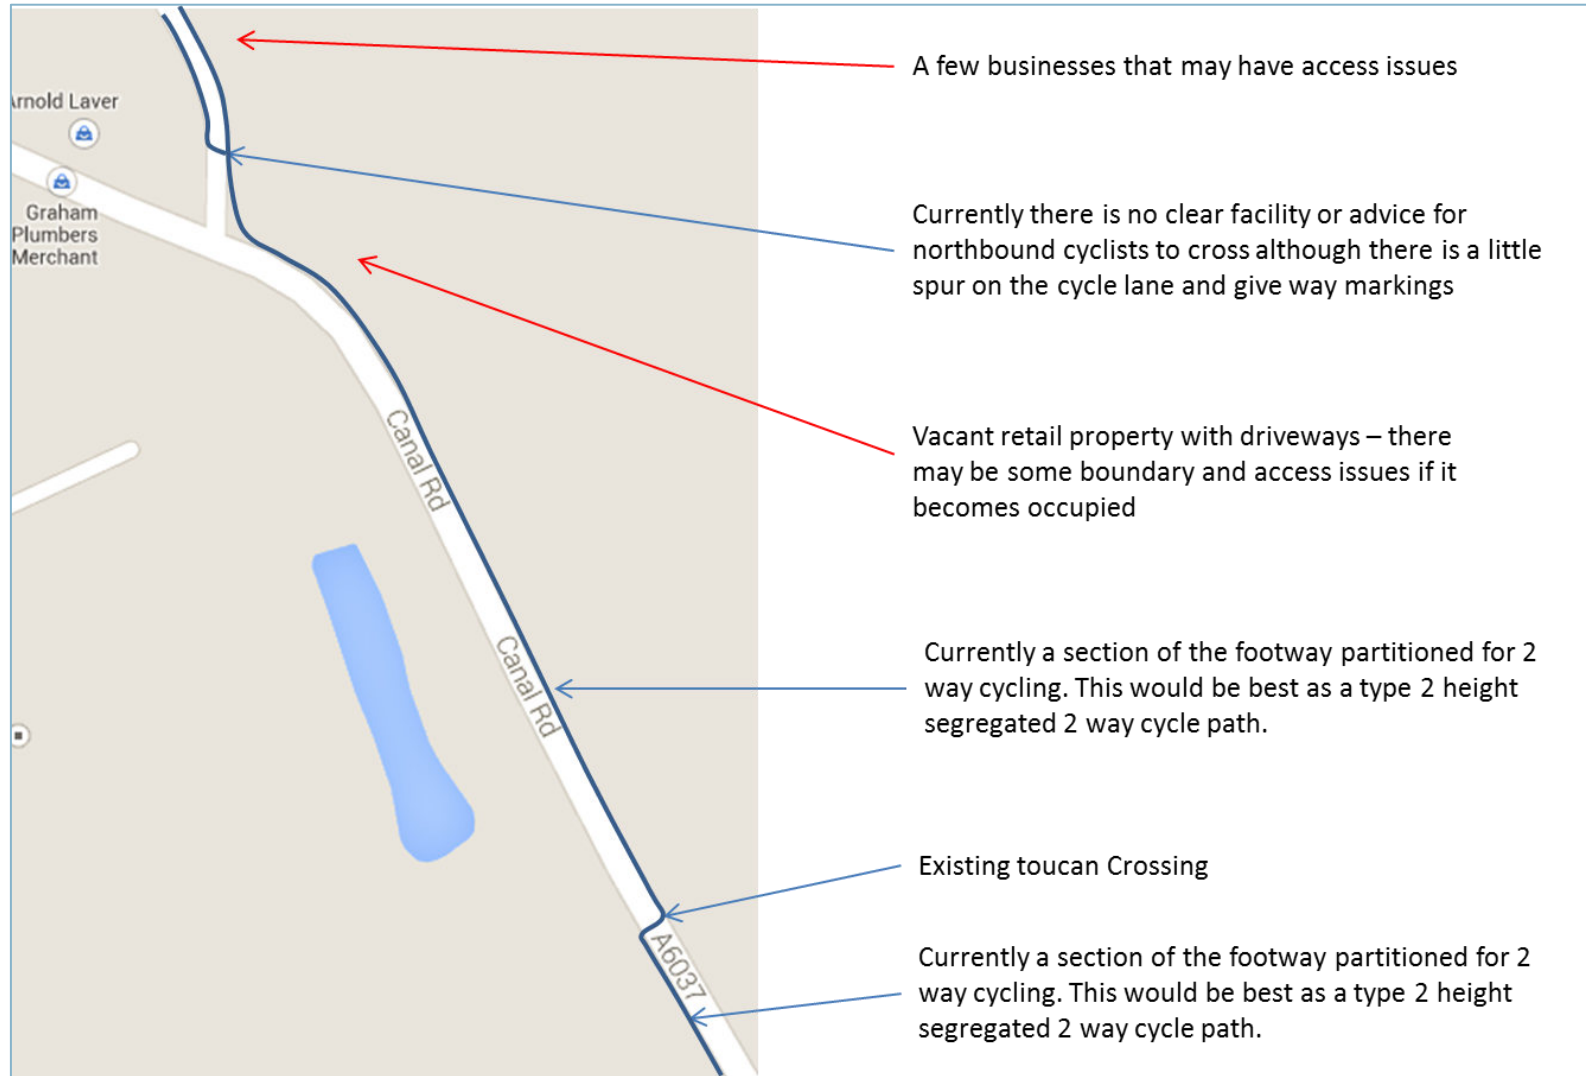 A few businesses that may have access issues
Arnold Laver
Graham
Plumbers
Merchant
Currently there is no clear facility or advice for
northbound cyclists to cross although there is a little
spur on the cycle lane and give way markings
Canal Rd
Vacant retail property with driveways – there
may be some boundary and access issues if it
becomes occupied
Canal Rd
Currently a section of the footway partitioned for 2
way cycling. This would be best as a type 2 height
segregated 2 way cycle path.
Existing toucan Crossing
A6037
Currently a section of the footway partitioned for 2
way cycling. This would be best as a type 2 height
segregated 2 way cycle path.